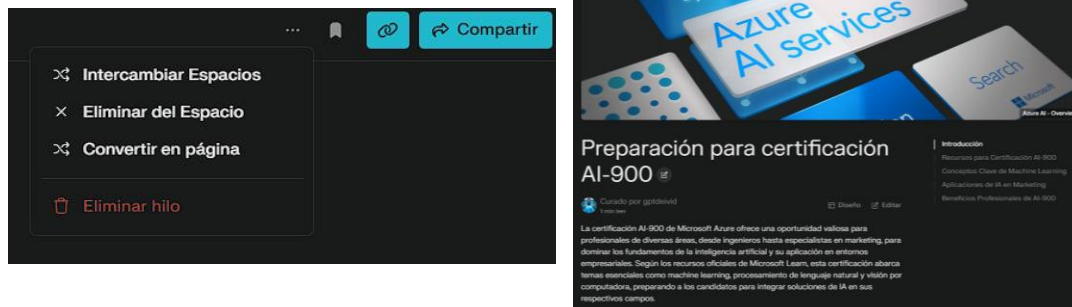 Compartir
Intercambiar Espacios
Eliminar del Espacio
Convertir en página
Eliminar hilo
Azure
AI services
Search
Microsoft
Azure AI - Overvie
Preparación para certificación
AI-900
Curado por gptdeivid
1 min leer
Diseño
Editar
La certificación AI-900 de Microsoft Azure ofrece una oportunidad valiosa para
profesionales de diversas áreas, desde ingenieros hasta especialistas en marketing, para
dominar los fundamentos de la inteligencia artificial y su aplicación en entornos
empresariales. Según los recursos oficiales de Microsoft Learn, esta certificación abarca
temas esenciales como machine learning, procesamiento de lenguaje natural y visión por
computadora, preparando a los candidatos para integrar soluciones de IA en sus
respectivos campos.
Introducción
Recursos para Certificación AI-900
Conceptos Clave de Machine Learning
Aplicaciones de IA en Marketing
Beneficios Profesionales de AI-900